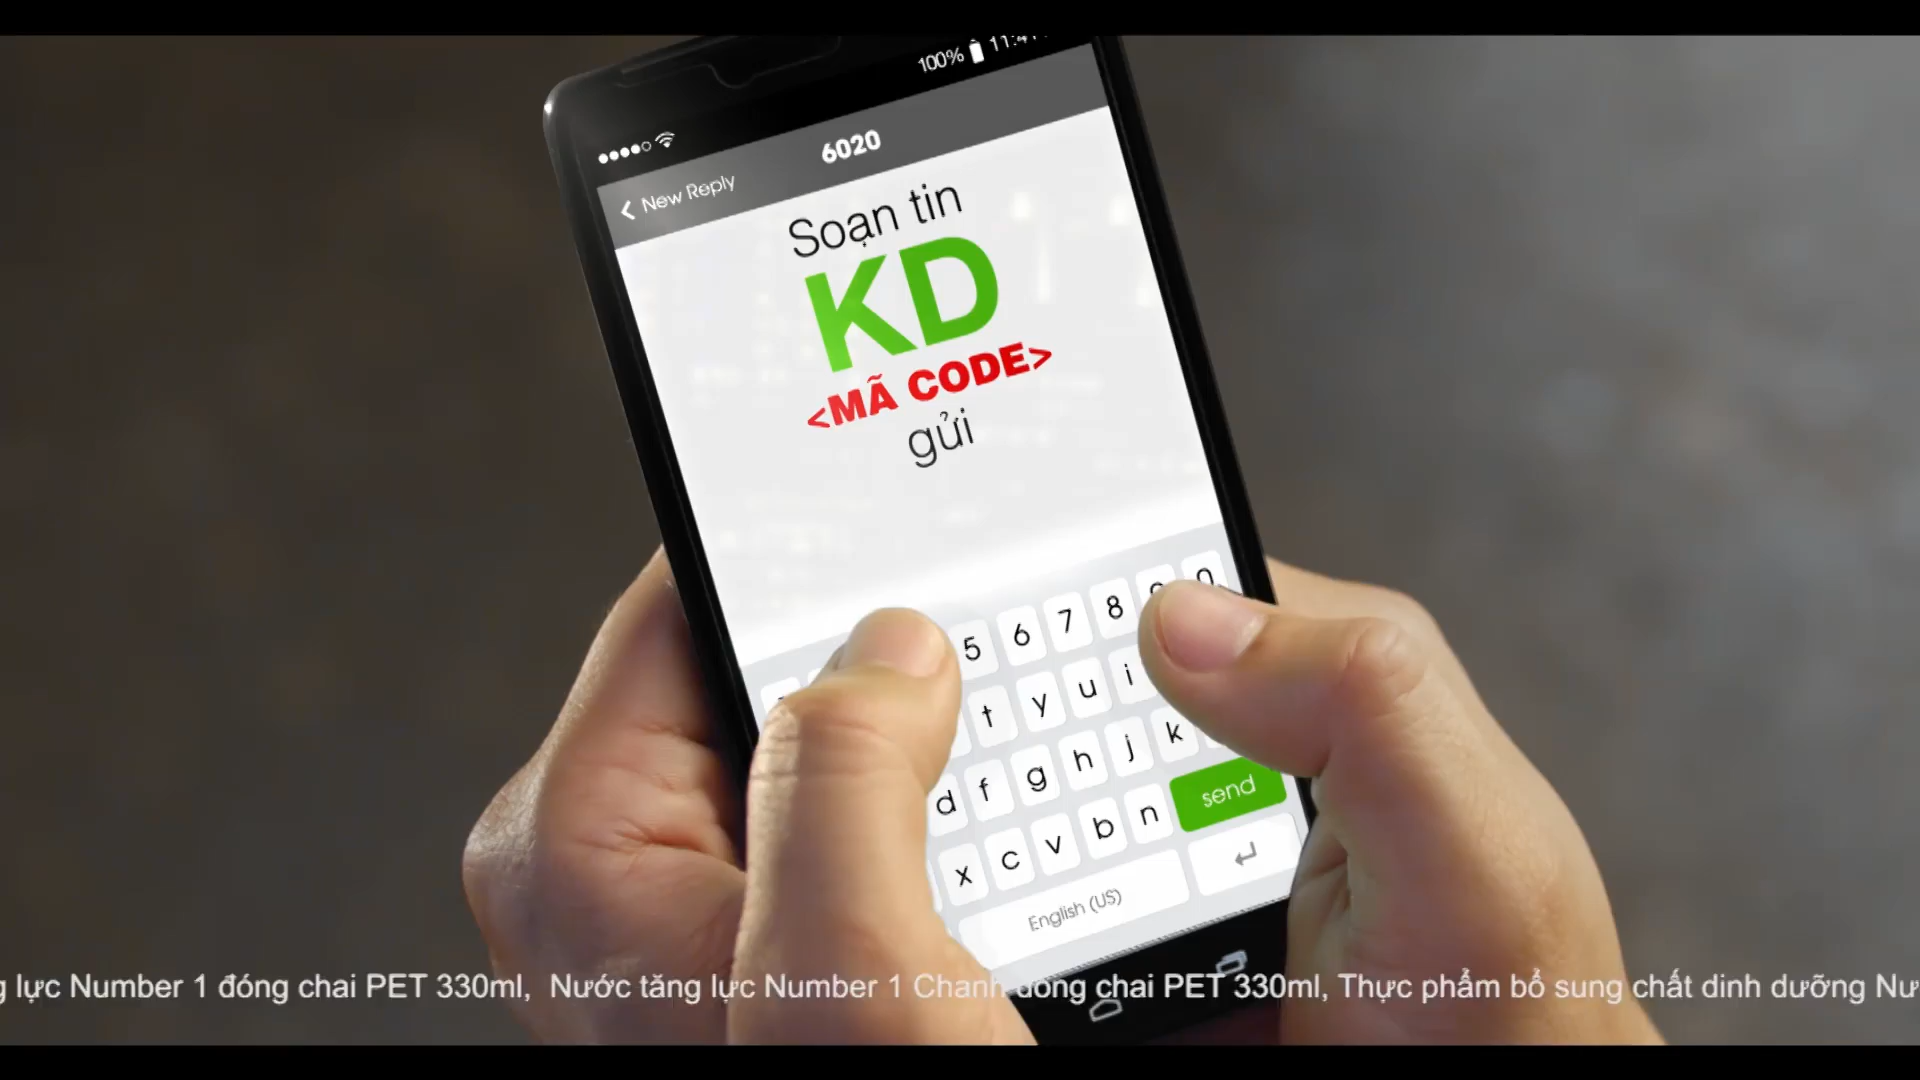 100%
6020
New Reply
Soạn tin
KD
<MÃ CODE>
gửi
5 6 7 8
t y u i
d f g h j k
x c v b n send
English (US)
lực Number 1 đóng chai PET 330ml, Nước tăng lực Number 1 Chanh đóng chai PET 330ml, Thực phẩm bổ sung chất dinh dưỡng